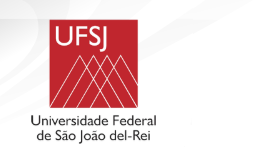 UFSJ
Universidade Federal
de São João del-Rei